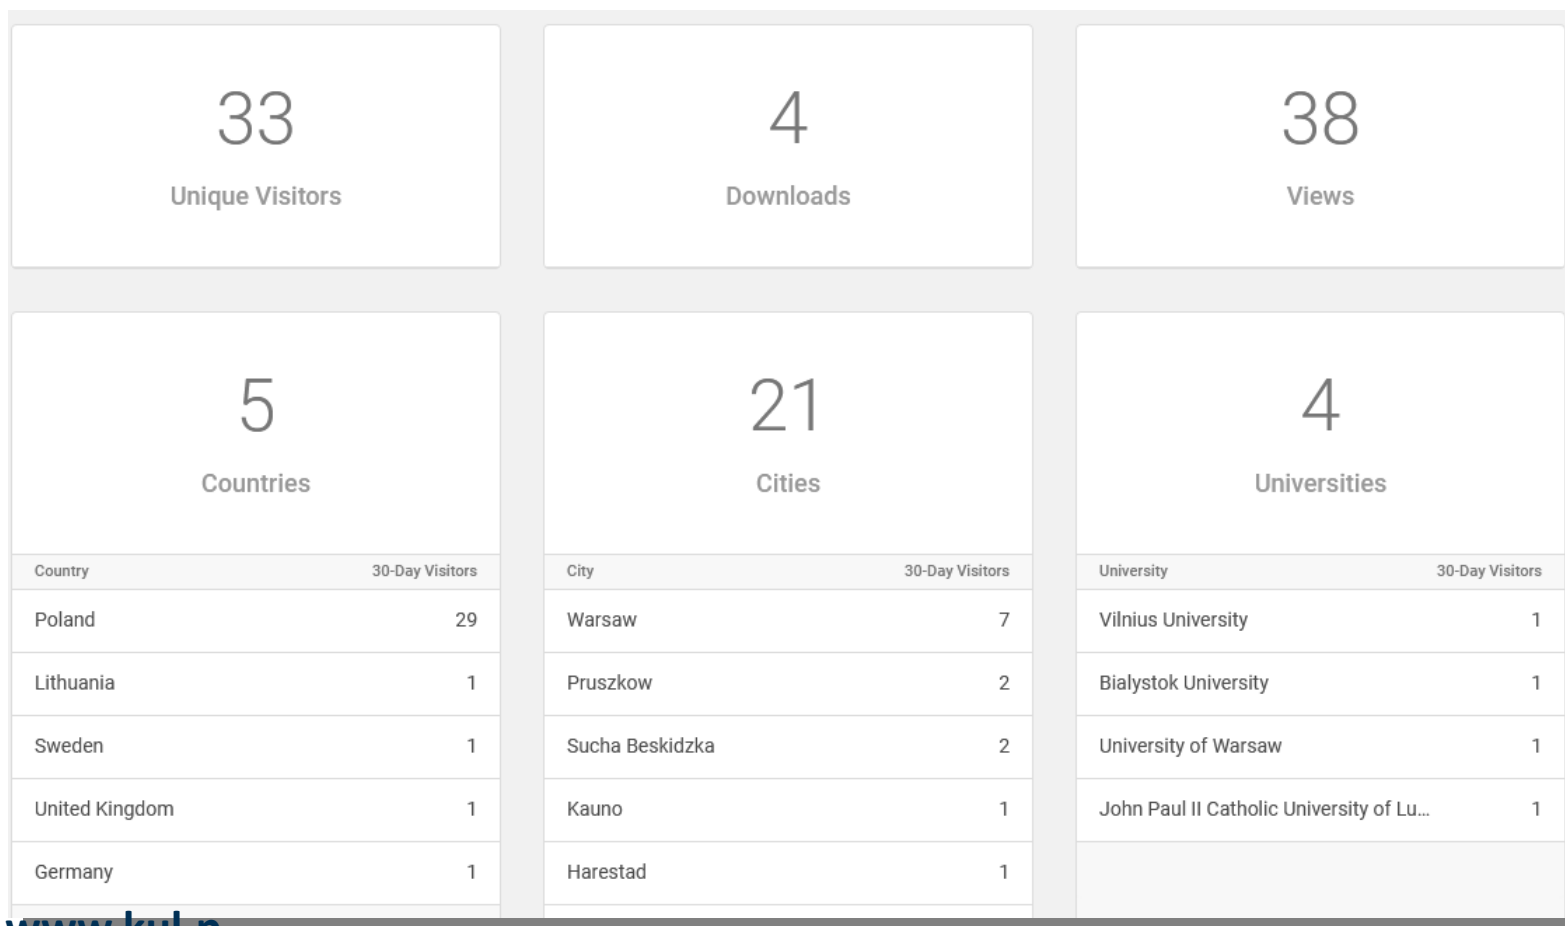 33
Unique Visitors
4
Downloads
38
Views
5
Countries
21
Cities
4
Universities
Country 30-Day Visitors
Poland 29
Lithuania 1
Sweden 1
United Kingdom 1
Germany 1
City 30-Day Visitors
Warsaw 7
Pruszkow 2
Sucha Beskidzka 2
Kauno 1
Harestad 1
University 30-Day Visitors
Vilnius University 1
Bialystok University 1
University of Warsaw 1
John Paul II Catholic University of Lu... 1